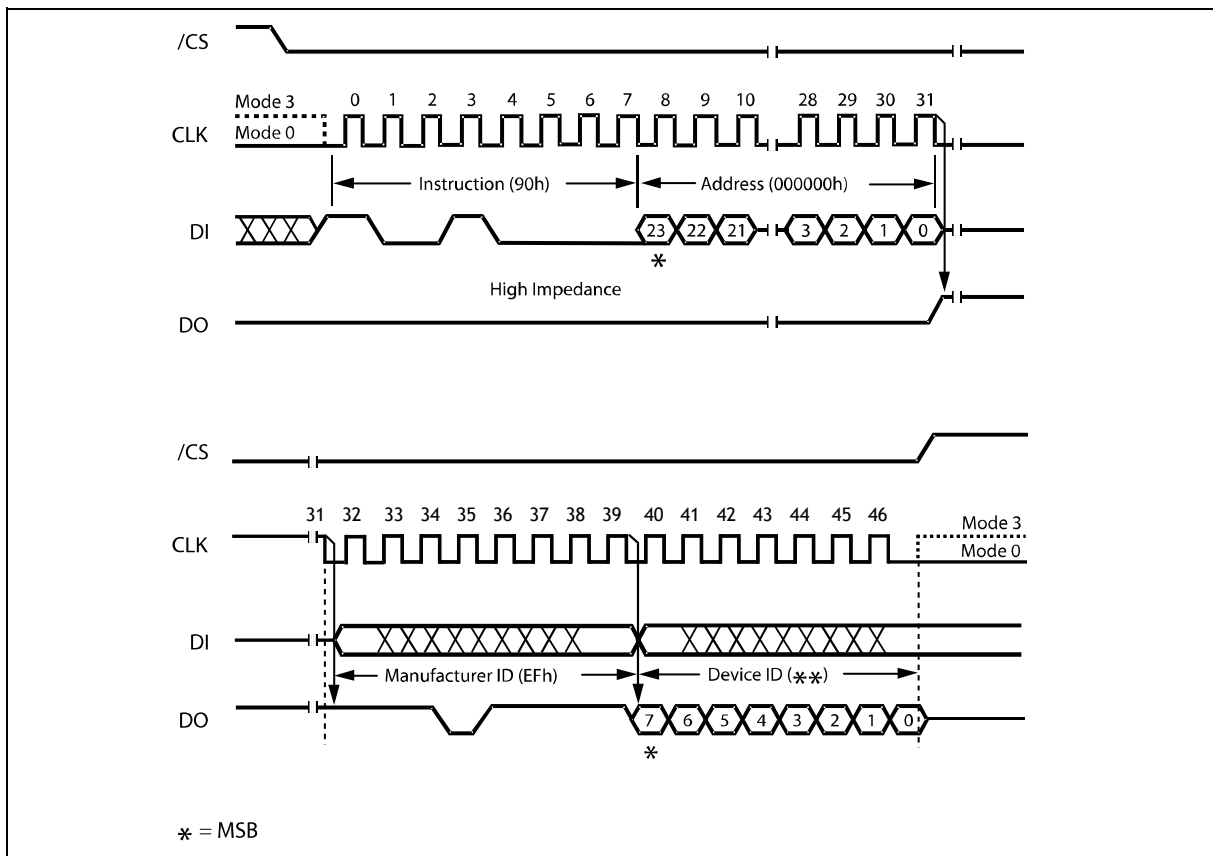 /CS
Mode 3
0 1 2 3 4 5 6 7 8 9 10 28 29 30 31
CLK
Mode 0
Instruction (90h)
Address (000000h)
DI
23 22 21 3 2 1 0
*
High Impedance
DO
/CS
31 32 33 34 35 36 37 38 39 40 41 42 43 44 45 46
Mode 3
CLK
Mode 0
DI
Manufacturer ID (EFh)
Device ID (**)
DO
7 6 5 4 3 2 1 0
*
* = MSB